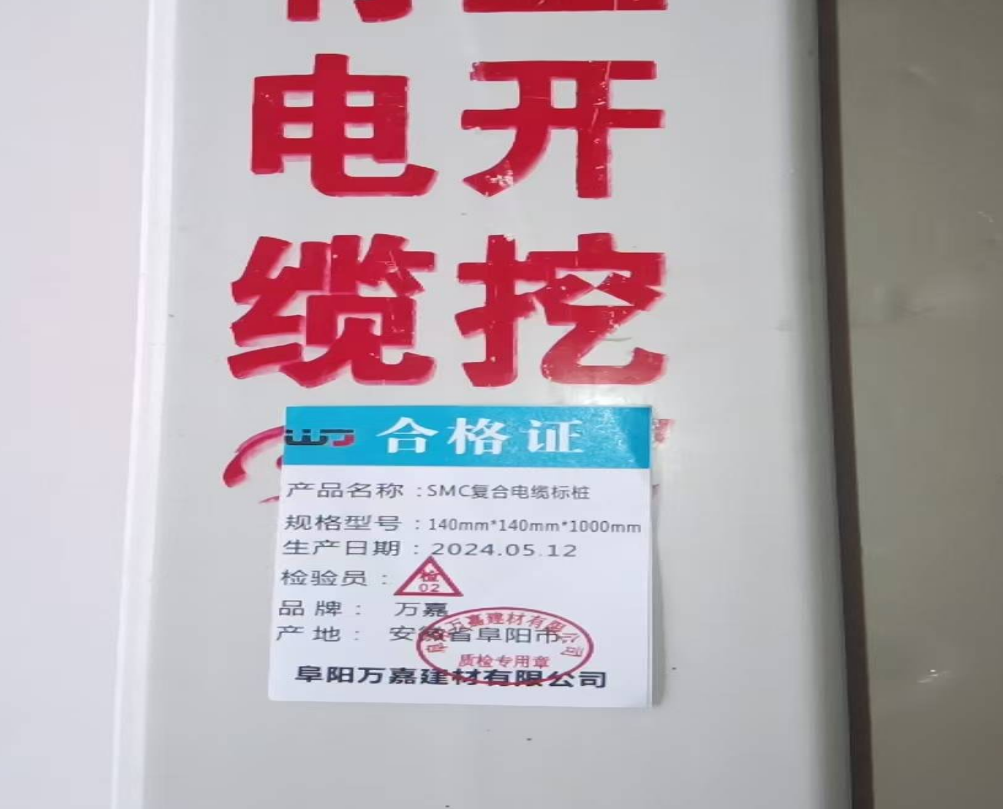 电 开
缆 挖
合格证
产品名称：SMC复合电缆标桩
规格型号：140mm*140mm*1000mm
生产日期：2024.05.12
检验员：检
02
品牌： 万嘉
产地： 安徽省阜阳市
阜阳万嘉建材有限公司
质检专用章
阜阳万嘉建材有限公司